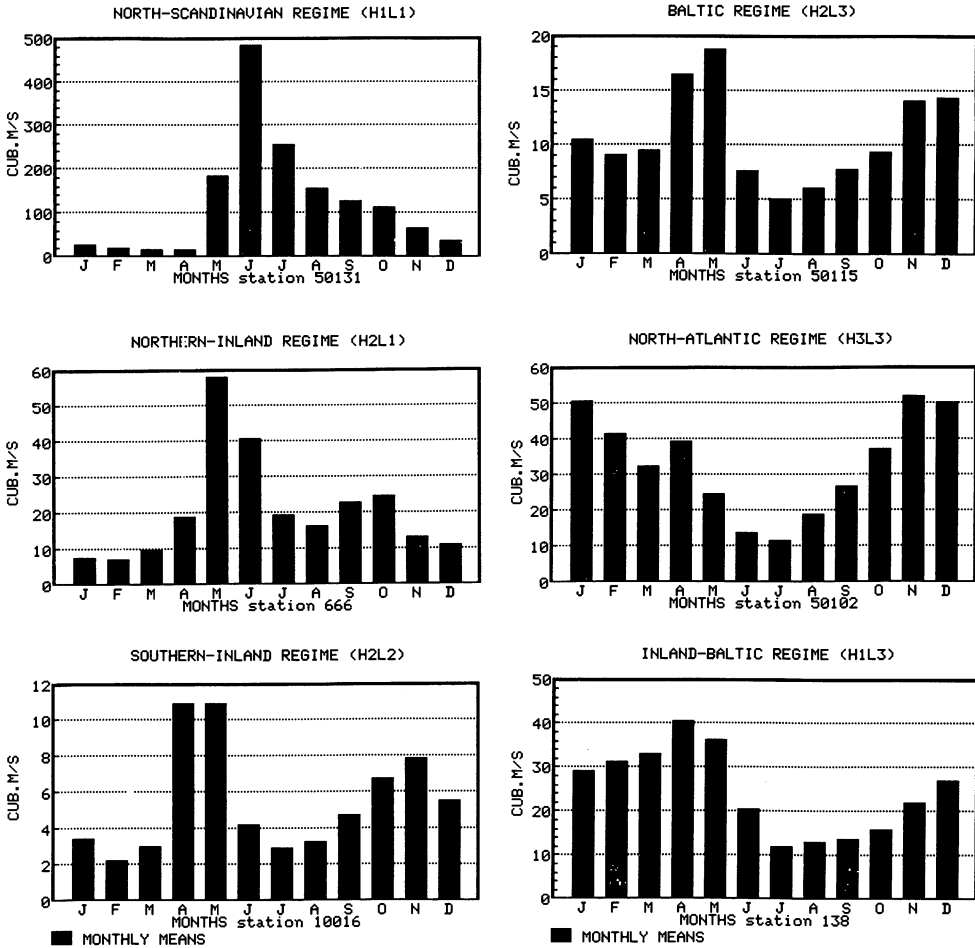 NORTH-SCANDINAVIAN REGIME (H1L1)
500
400
300
200
100
0
CUB.M/S
J F M A M J J A S O N D
MONTHS station 50131
BALTIC REGIME (H2L3)
20
15
10
5
0
CUB.M/S
J F M A M J J A S O N D
MONTHS station 50115
NORTHERN-INLAND REGIME (H2L1)
60
50
40
30
20
10
0
CUB.M/S
J F M A M J J A S O N D
MONTHS station 666
NORTH-ATLANTIC REGIME (H3L3)
60
50
40
30
20
10
0
CUB.M/S
J F M A M J J A S O N D
MONTHS station 50102
SOUTHERN-INLAND REGIME (H2L2)
12
10
8
6
4
2
0
CUB.M/S
J F M A M J J A S O N D
MONTHS station 10016
MONTHLY MEANS
INLAND-BALTIC REGIME (H1L3)
50
40
30
20
10
0
CUB.M/S
J F M A M J J A S O N D
MONTHS station 138
MONTHLY MEANS